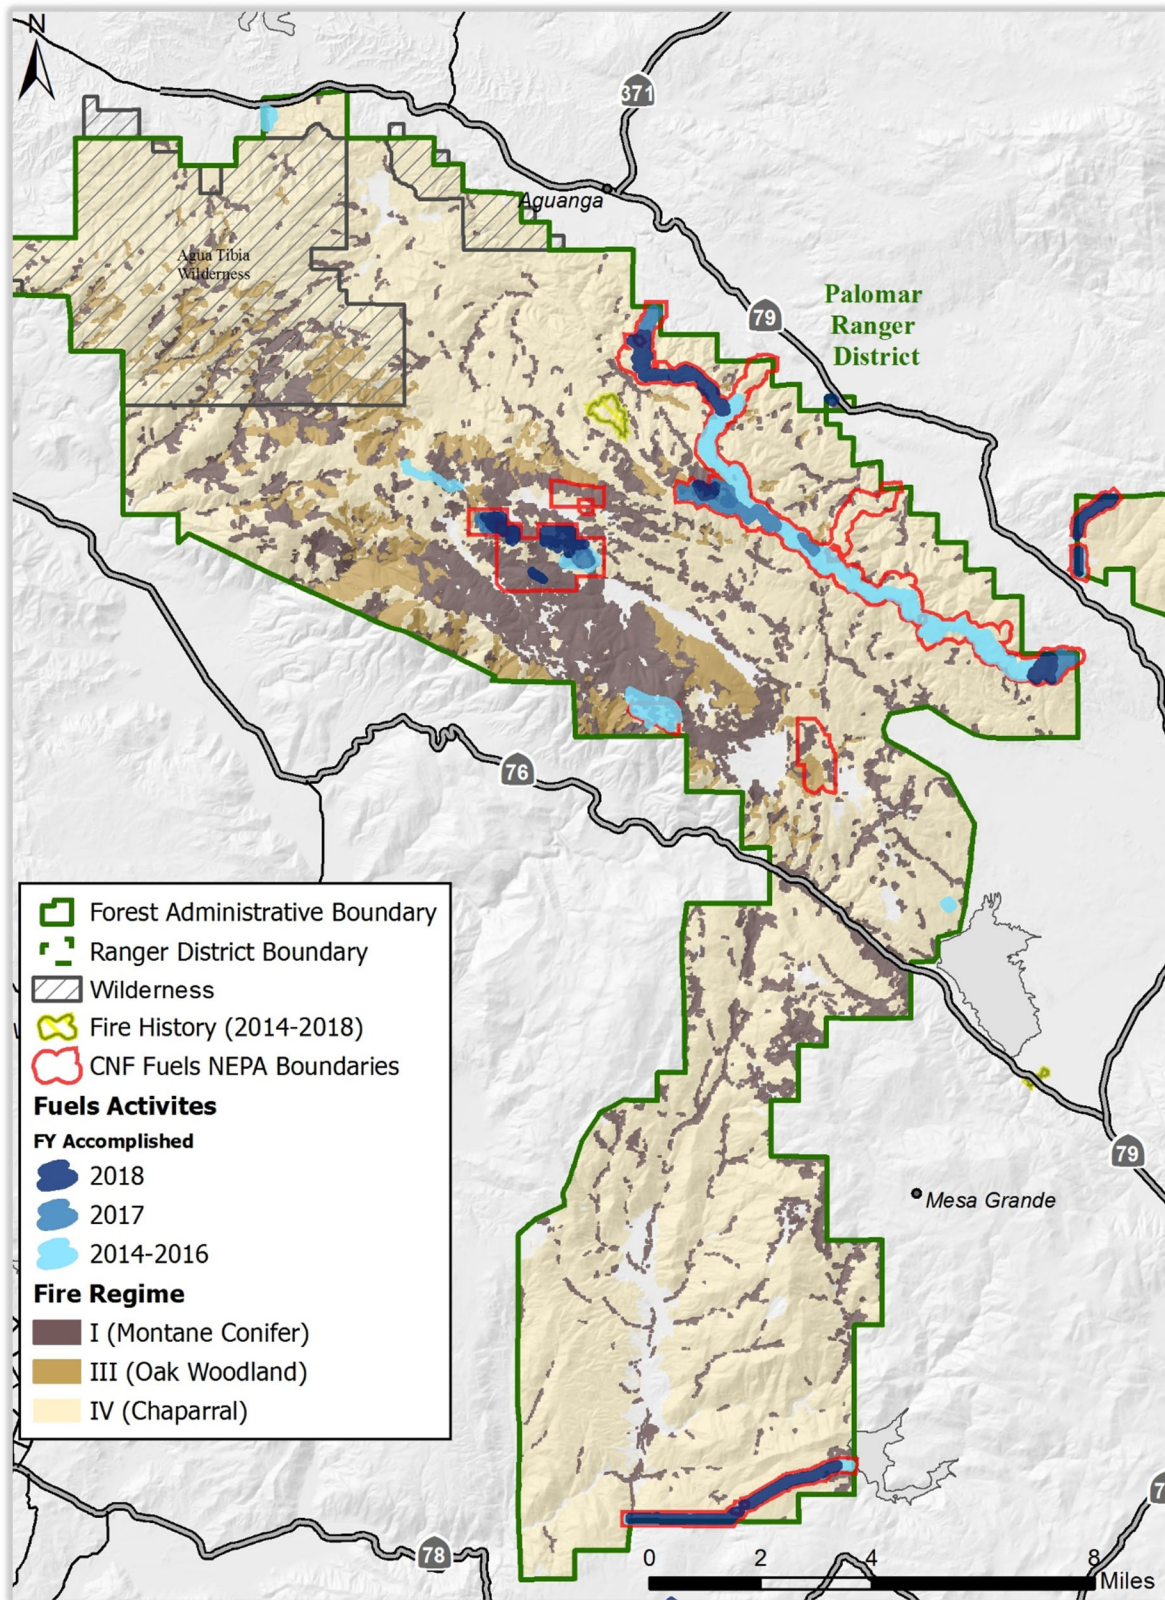 N
371
Aguanga
Agua Tibia
Wilderness
79
Palomar
Ranger
District
76
Forest Administrative Boundary
Ranger District Boundary
Wilderness
Fire History (2014-2018)
CNF Fuels NEPA Boundaries
Fuels Activites
FY Accomplished
2018
2017
2014-2016
Fire Regime
I (Montane Conifer)
III (Oak Woodland)
IV (Chaparral)
79
Mesa Grande
78
0 2 4 8
Miles